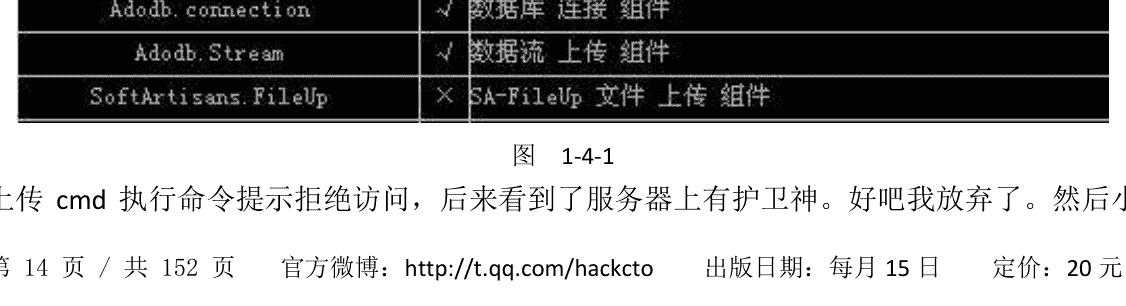 Adodb.connection √ 数据库 连接 组件
Adodb.Stream √ 数据流 上传 组件
SoftArtisans.FileUp × SA-FileUp 文件 上传 组件
图 1-4-1
上传 cmd 执行命令提示拒绝访问，后来看到了服务器上有护卫神。好吧我放弃了。然后小
第 14 页 / 共 152 页 官方微博：http://t.qq.com/hackcto 出版日期：每月 15 日 定价：20 元